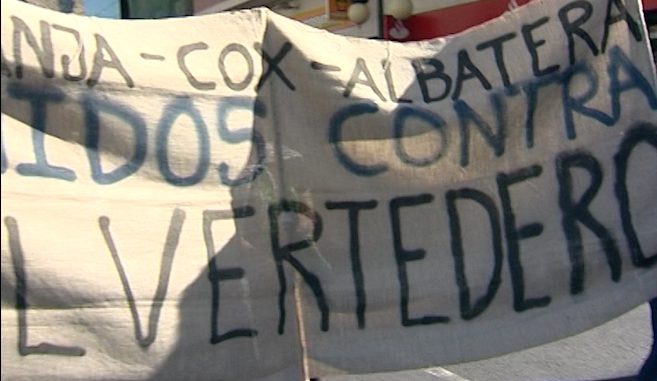 ANJA - COX - ALBATERA
IDOS CONTRA
L VERTEDERO